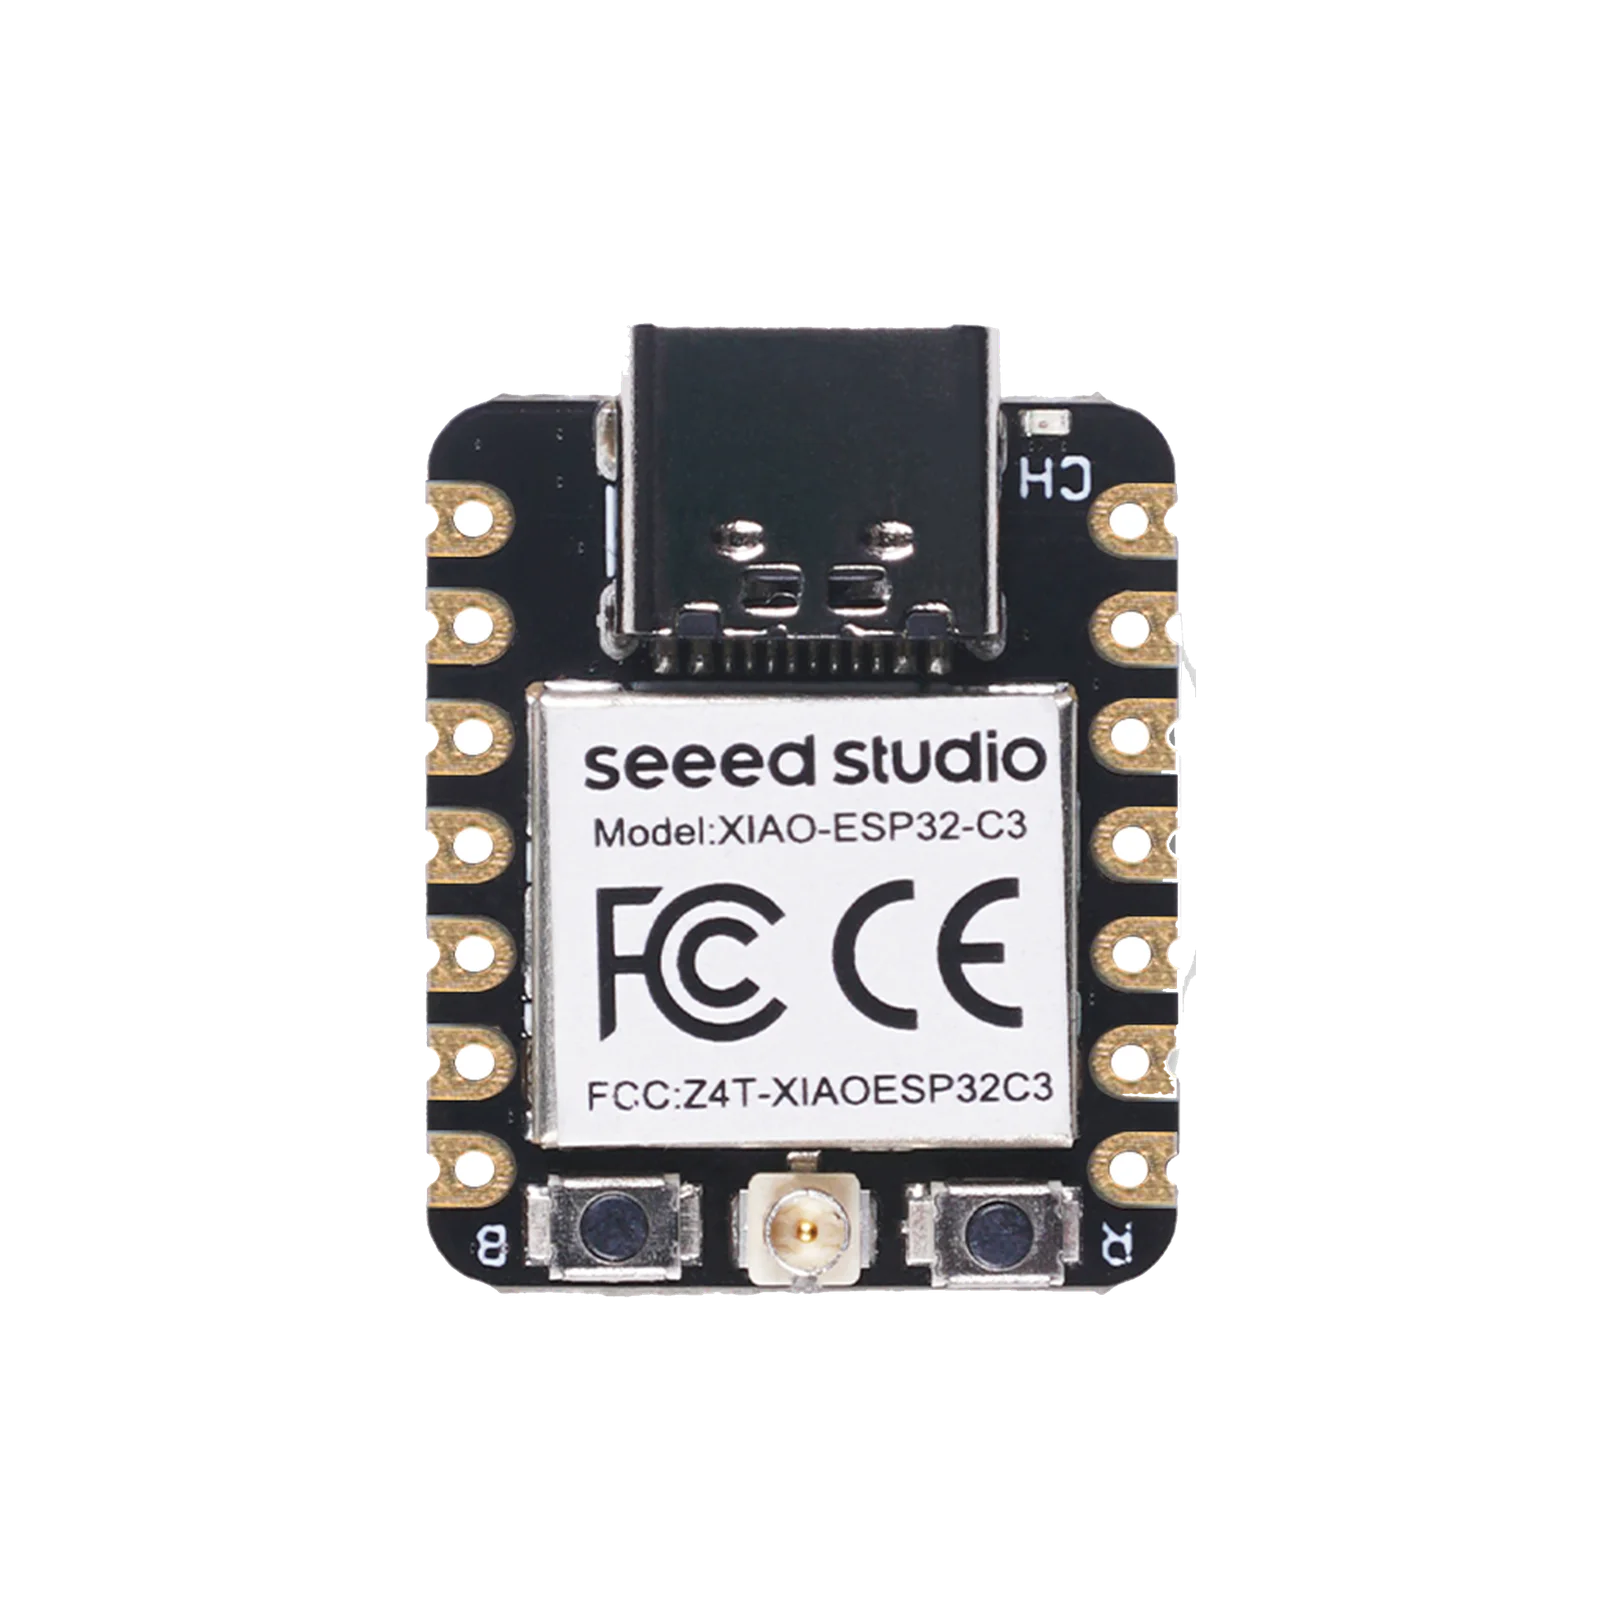 CH
seeed studio
Model:XIAO-ESP32-C3
FC CE
FCC:Z4T-XIAOESP32C3
B
R